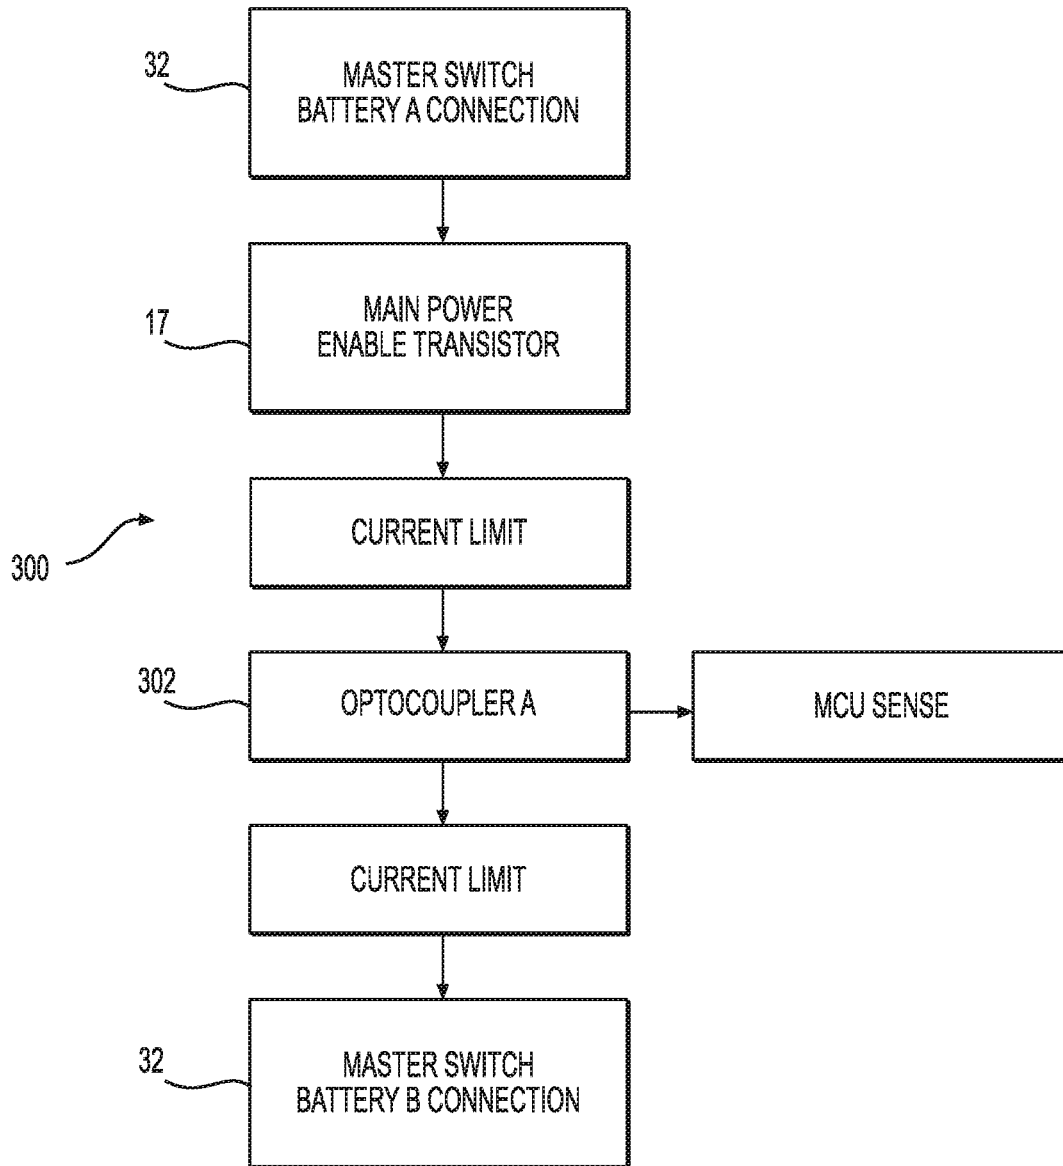 32
MASTER SWITCH
BATTERY A CONNECTION
17
MAIN POWER
ENABLE TRANSISTOR
300
CURRENT LIMIT
302
OPTOCOUPLER A
MCU SENSE
CURRENT LIMIT
32
MASTER SWITCH
BATTERY B CONNECTION